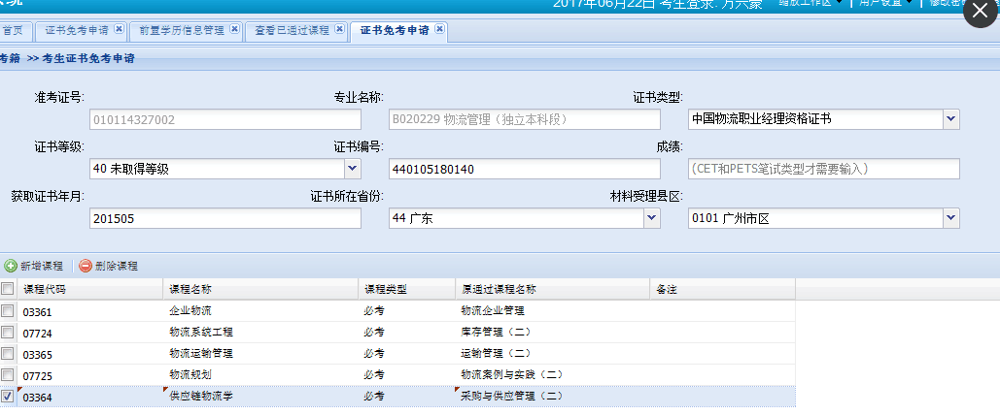 2017年06月22日 考生登录: 万兴豪 缩放工作区 用户设置
首页 证书免考申请 前置学历信息管理 查看已通过课程 证书免考申请
考籍 >> 考生证书免考申请
准考证号: 专业名称: 证书类型:
010114327002 B020229 物流管理（独立本科段） 中国物流职业经理资格证书
证书等级: 证书编号: 成绩:
40 未取得等级 440105180140 (CET和PETS笔试类型才需要输入)
获取证书年月: 证书所在省份: 材料受理县区:
201505 44 广东 0101 广州市区
新增课程 删除课程
课程代码 课程名称 课程类型 原通过课程名称 备注
03361 企业物流 必考 物流企业管理
07724 物流系统工程 必考 库存管理（二）
03365 物流运输管理 必考 运输管理（二）
07725 物流规划 必考 物流案例与实践（二）
03364 供应链物流学 必考 采购与供应管理（二）